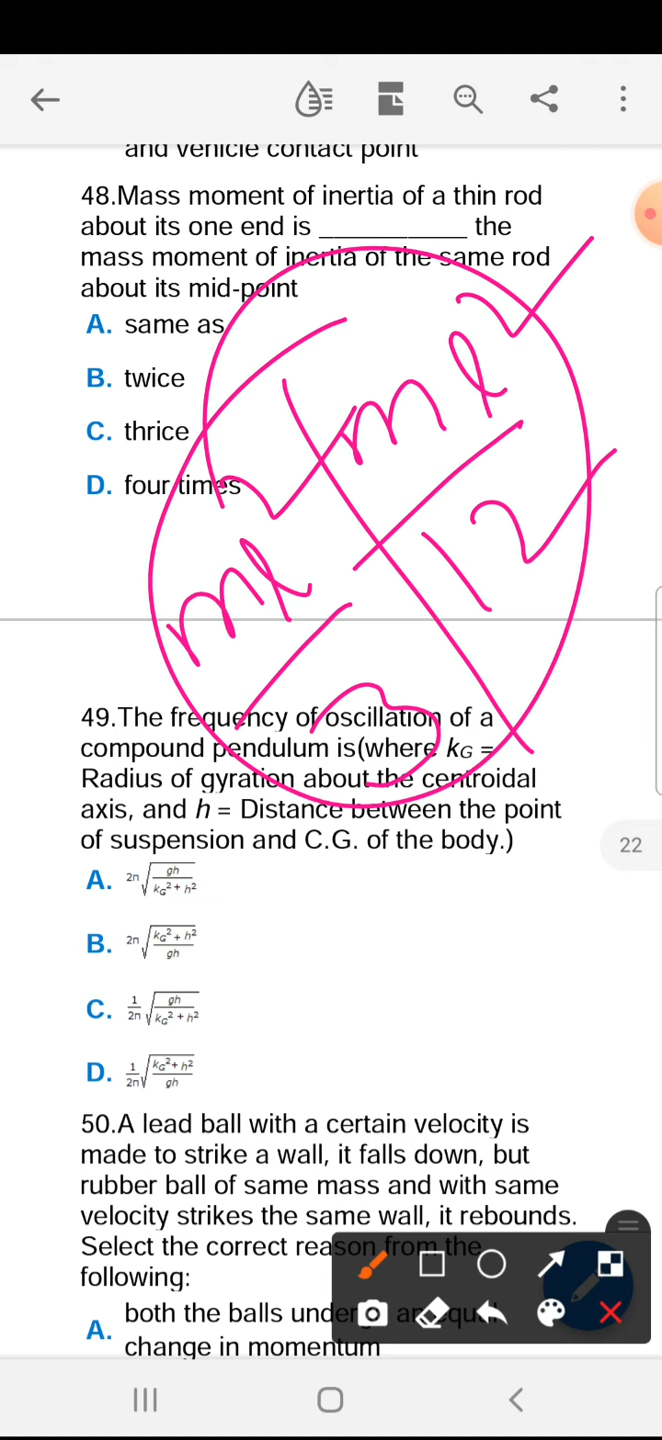 and vehicle contact point
48.Mass moment of inertia of a thin rod
about its one end is __________ the
mass moment of inertia of the same rod
about its mid-point
A. same as
B. twice
C. thrice
D. four times
ml² / 3
ml² / 12
49.The frequency of oscillation of a
compound pendulum is(where kG =
Radius of gyration about the centroidal
axis, and h = Distance between the point
of suspension and C.G. of the body.)
22
A. 2п√(gh / kG² + h²)
B. 2п√(kG² + h² / gh)
C. 1/2п √(gh / kG² + h²)
D. 1/2п √(kG² + h² / gh)
50.A lead ball with a certain velocity is
made to strike a wall, it falls down, but
rubber ball of same mass and with same
velocity strikes the same wall, it rebounds.
Select the correct reason from the
following:
A. both the balls
change in momentum